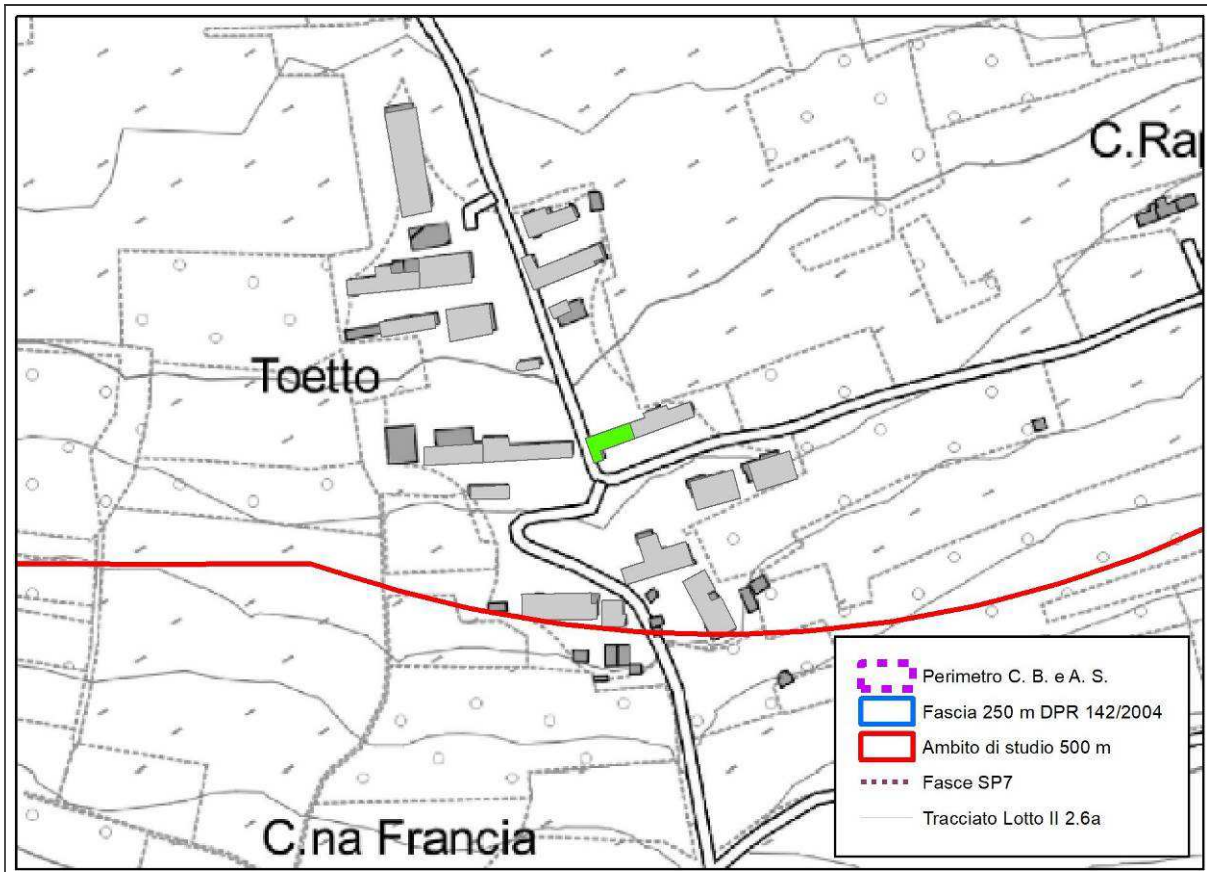 C.Rap
Toetto
C.na Francia
Perimetro C. B. e A. S.
Fascia 250 m DPR 142/2004
Ambito di studio 500 m
Fasce SP7
Tracciato Lotto II 2.6a